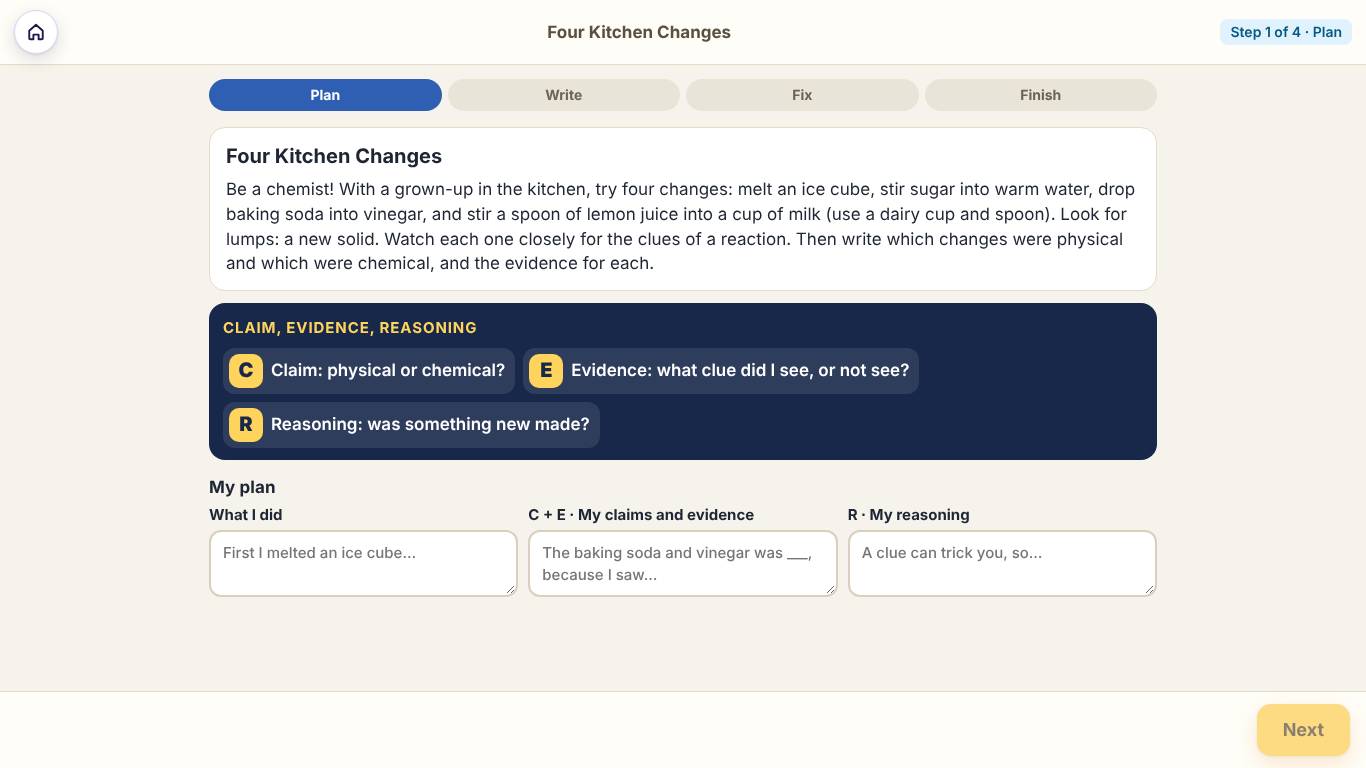 Four Kitchen Changes
Step 1 of 4 · Plan
Plan
Write
Fix
Finish
Four Kitchen Changes
Be a chemist! With a grown-up in the kitchen, try four changes: melt an ice cube, stir sugar into warm water, drop
baking soda into vinegar, and stir a spoon of lemon juice into a cup of milk (use a dairy cup and spoon). Look for
lumps: a new solid. Watch each one closely for the clues of a reaction. Then write which changes were physical
and which were chemical, and the evidence for each.
CLAIM, EVIDENCE, REASONING
C Claim: physical or chemical?
E Evidence: what clue did I see, or not see?
R Reasoning: was something new made?
My plan
What I did
First I melted an ice cube...
C + E · My claims and evidence
The baking soda and vinegar was ___,
because I saw...
R · My reasoning
A clue can trick you, so...
Next